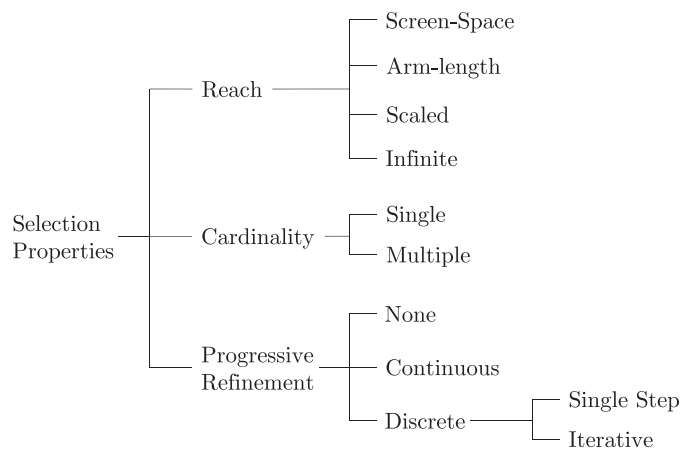 Selection
Properties
Reach
Screen-Space
Arm-length
Scaled
Infinite
Cardinality
Single
Multiple
Progressive
Refinement
None
Continuous
Discrete
Single Step
Iterative